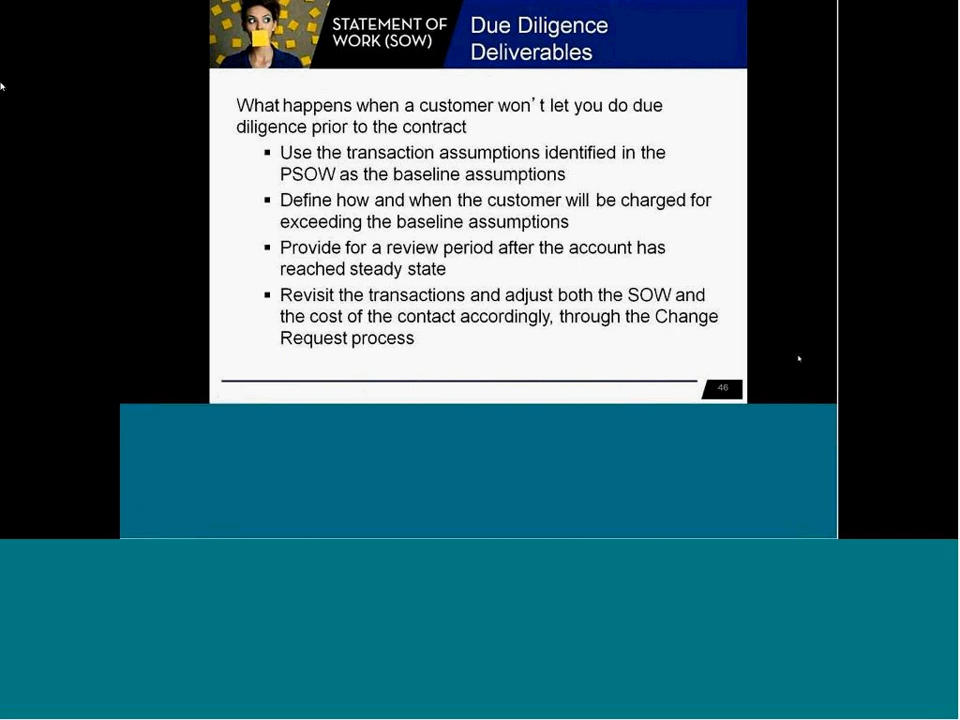 STATEMENT OF
WORK (SOW)
Due Diligence
Deliverables
What happens when a customer won't let you do due
diligence prior to the contract
▪ Use the transaction assumptions identified in the
PSOW as the baseline assumptions
▪ Define how and when the customer will be charged for
exceeding the baseline assumptions
▪ Provide for a review period after the account has
reached steady state
▪ Revisit the transactions and adjust both the SOW and
the cost of the contact accordingly, through the Change
Request process
46